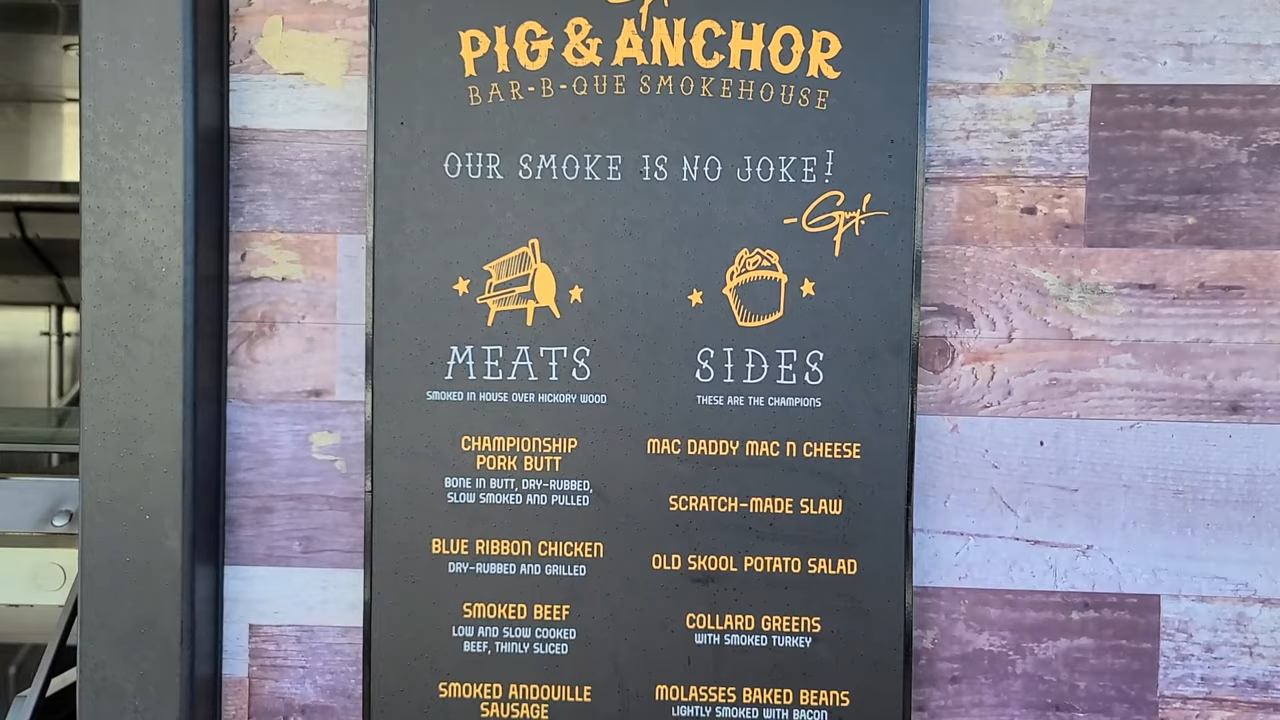 PIG & ANCHOR
BAR-B-QUE SMOKEHOUSE
OUR SMOKE IS NO JOKE!
-Guy!
MEATS
SMOKED IN HOUSE OVER HICKORY WOOD
CHAMPIONSHIP
PORK BUTT
BONE IN BUTT, DRY-RUBBED,
SLOW SMOKED AND PULLED
BLUE RIBBON CHICKEN
DRY-RUBBED AND GRILLED
SMOKED BEEF
LOW AND SLOW COOKED
BEEF, THINLY SLICED
SMOKED ANDOUILLE
SAUSAGE
SIDES
THESE ARE THE CHAMPIONS
MAC DADDY MAC N CHEESE
SCRATCH-MADE SLAW
OLD SKOOL POTATO SALAD
COLLARD GREENS
WITH SMOKED TURKEY
MOLASSES BAKED BEANS
LIGHTLY SMOKED WITH BACON